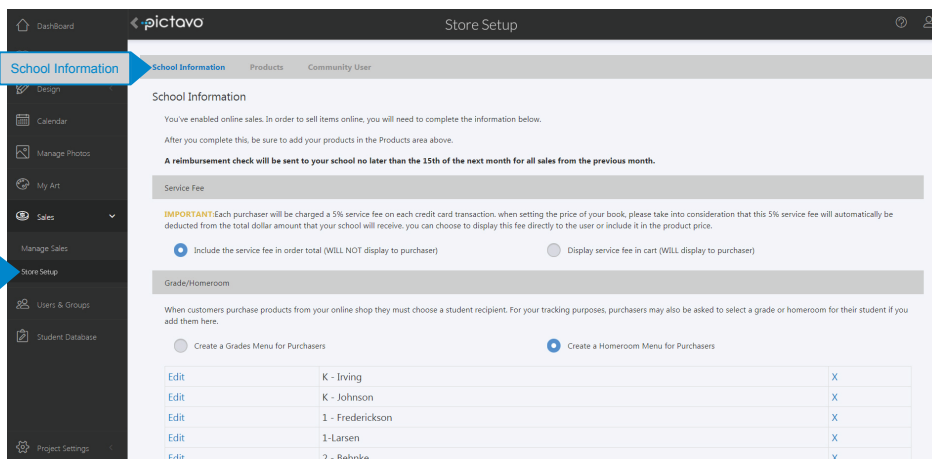 DashBoard
pictavo
Store Setup
School Information
School Information
Products
Community User
Design
School Information
Calendar
You've enabled online sales. In order to sell items online, you will need to complete the information below.
After you complete this, be sure to add your products in the Products area above.
Manage Photos
A reimbursement check will be sent to your school no later than the 15th of the next month for all sales from the previous month.
My Art
Service Fee
Sales
IMPORTANT:Each purchaser will be charged a 5% service fee on each credit card transaction. when setting the price of your book, please take into consideration that this 5% service fee will automatically be
deducted from the total dollar amount that your school will receive. you can choose to display this fee directly to the user or include it in the product price.
Manage Sales
Include the service fee in order total (WILL NOT display to purchaser)
Display service fee in cart (WILL display to purchaser)
Store Setup
Grade/Homeroom
Users & Groups
When customers purchase products from your online shop they must choose a student recipient. For your tracking purposes, purchasers may also be asked to select a grade or homeroom for their student if you
add them here.
Student Database
Create a Grades Menu for Purchasers
Create a Homeroom Menu for Purchasers
Edit K - Irving X
Edit K - Johnson X
Edit 1 - Frederickson X
Edit 1-Larsen X
Project Settings
Edit 2 - Behnke X